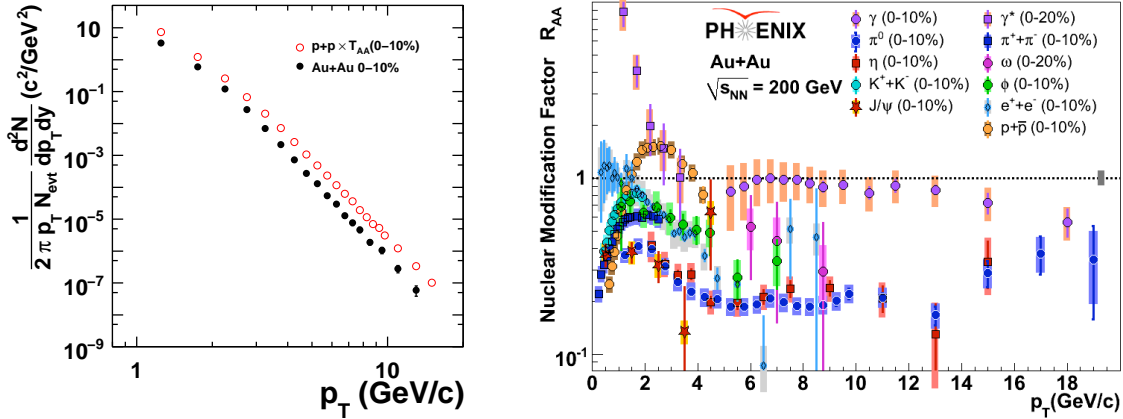 10
10⁻¹
10⁻³
10⁻⁵
10⁻⁷
10⁻⁹
1/(2 π p_T N_evt) d²N/(dp_T dy) (c²/GeV²)
p+p × T_AA(0–10%)
Au+Au 0–10%
1 10
p_T (GeV/c)
Nuclear Modification Factor R_AA
1
10⁻¹
PHENIX
Au+Au
√s_NN = 200 GeV
γ (0-10%)
π⁰ (0-10%)
η (0-10%)
K⁺+K⁻ (0-10%)
J/ψ (0-10%)
γ* (0-20%)
π⁺+π⁻ (0-10%)
ω (0-20%)
ϕ (0-10%)
e⁺+e⁻ (0-10%)
p+p̅ (0-10%)
0 2 4 6 8 10 12 14 16 18
p_T(GeV/c)